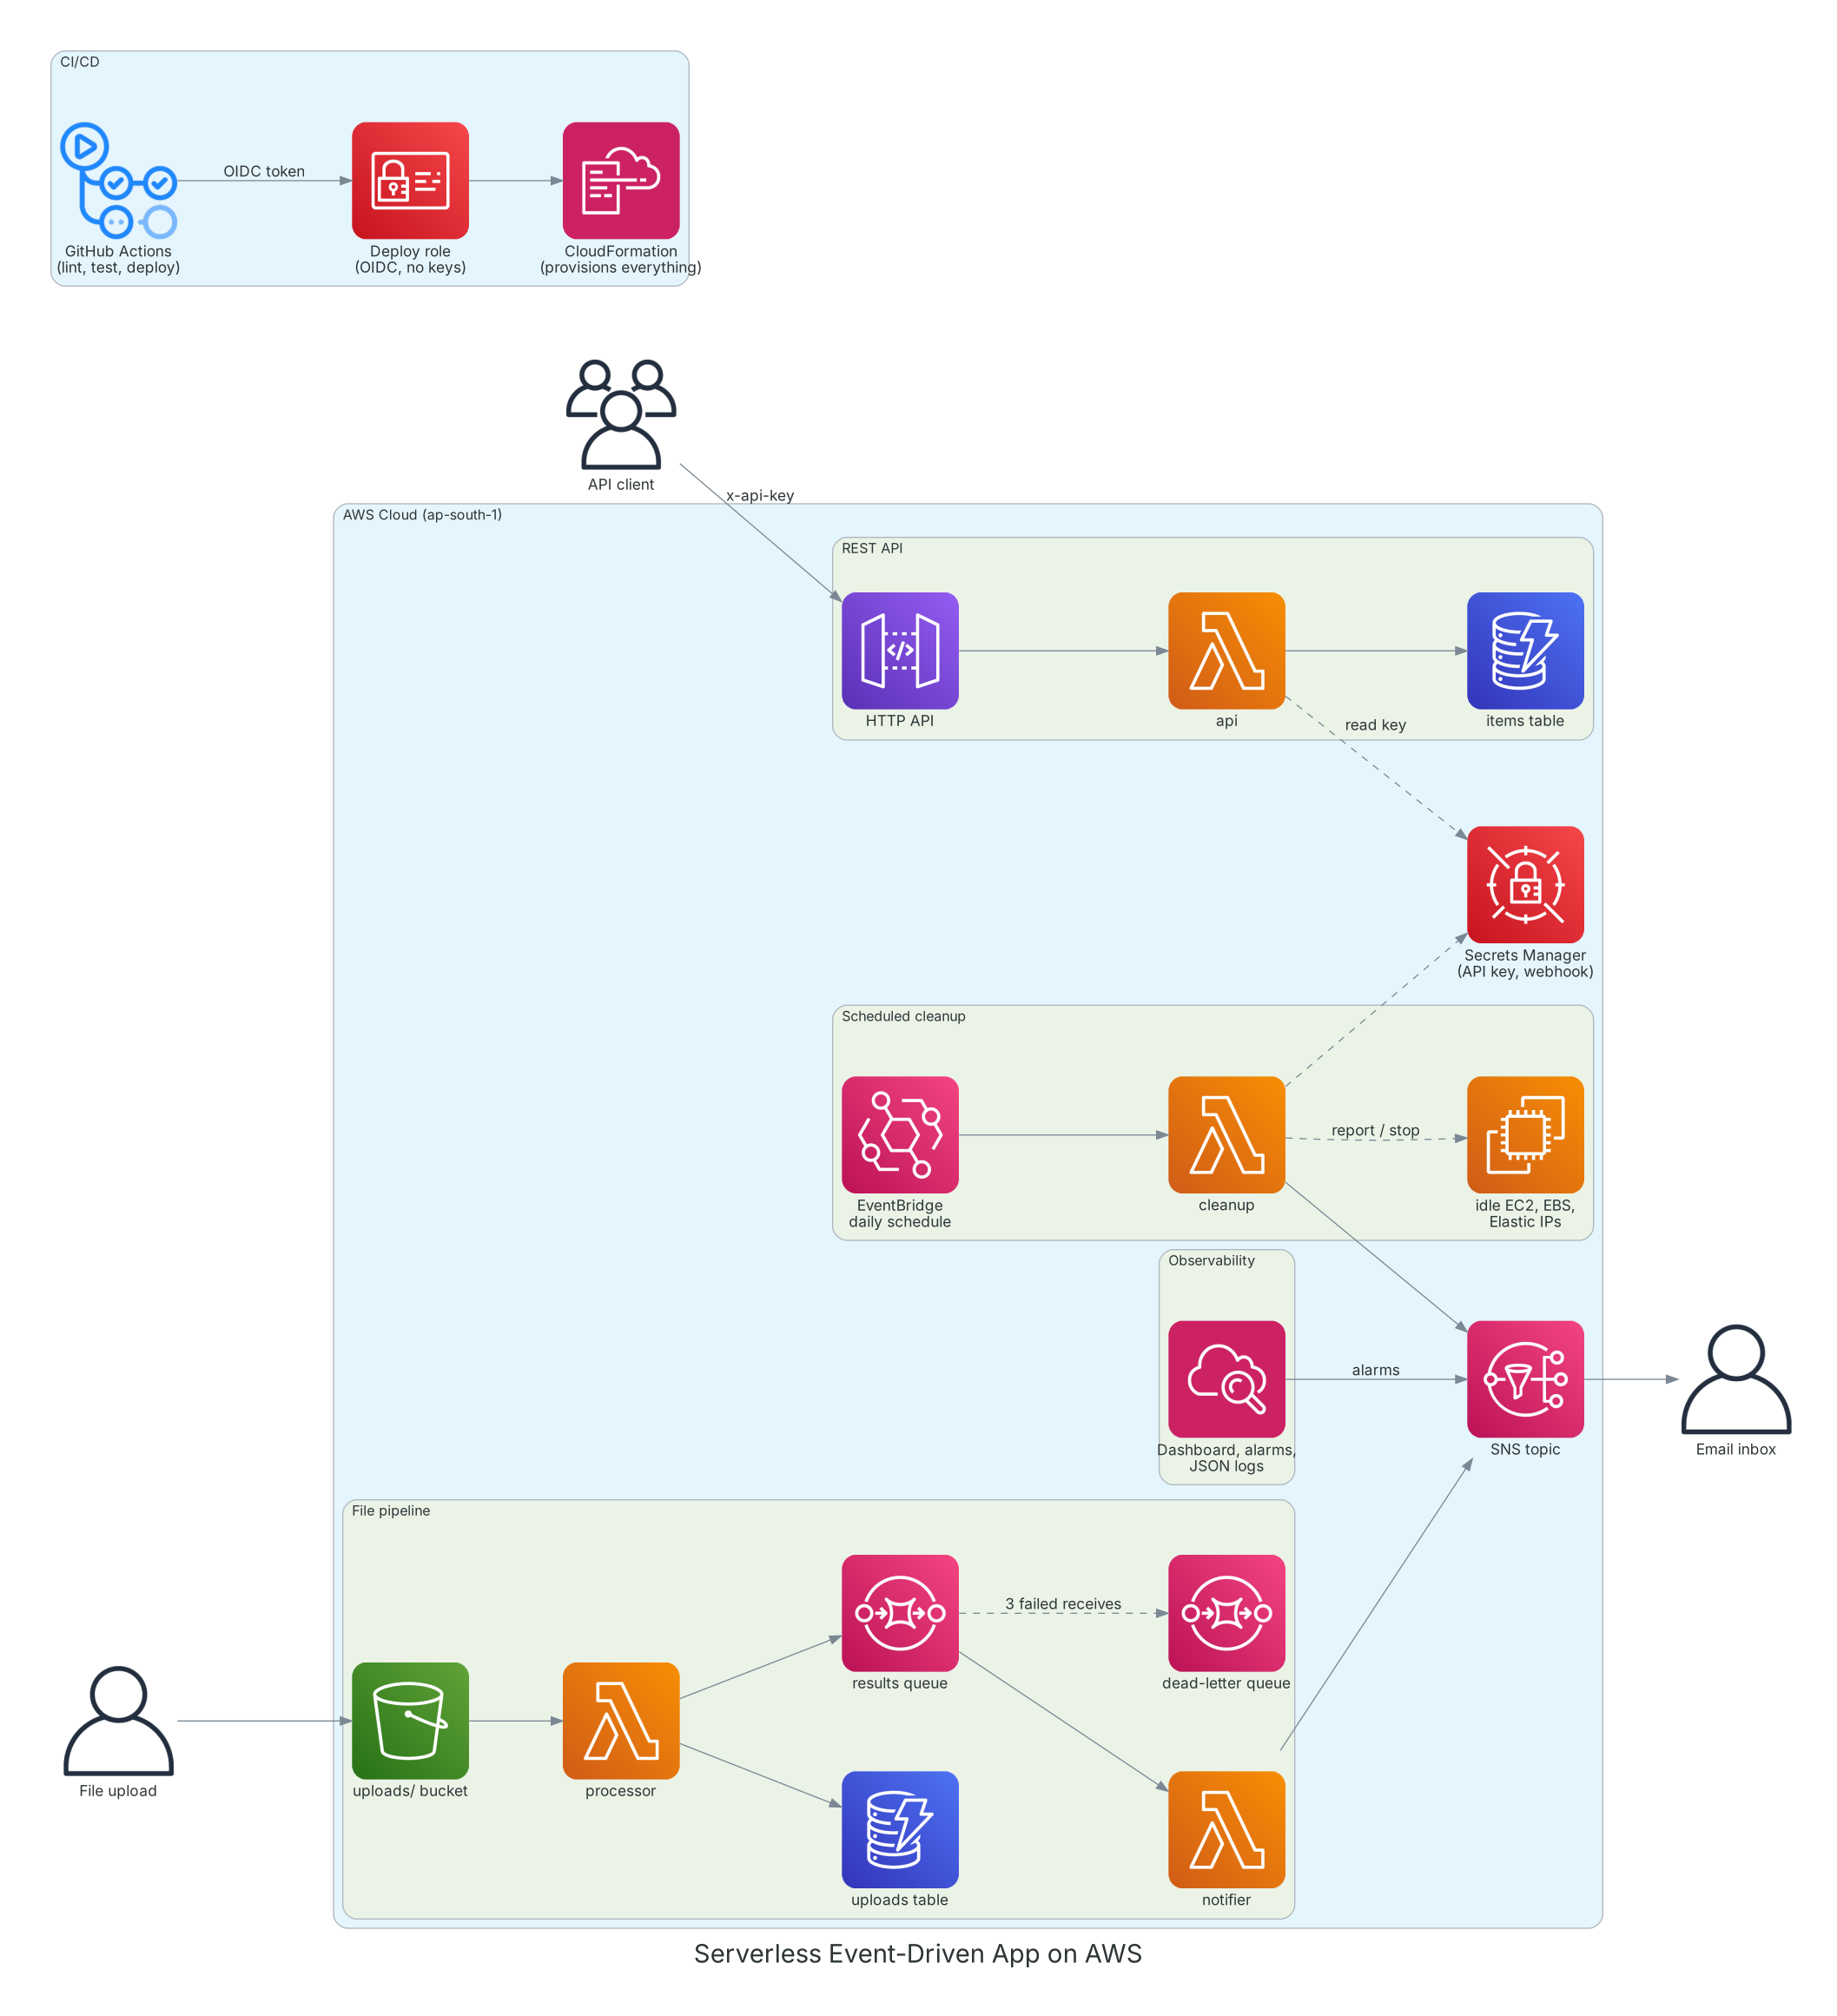 CI/CD
OIDC token
GitHub Actions
(lint, test, deploy)
Deploy role
(OIDC, no keys)
CloudFormation
(provisions everything)
API client
x-api-key
AWS Cloud (ap-south-1)
REST API
HTTP API
api
items table
read key
Secrets Manager
(API key, webhook)
Scheduled cleanup
EventBridge
daily schedule
cleanup
report / stop
idle EC2, EBS,
Elastic IPs
Observability
Dashboard, alarms,
JSON logs
alarms
SNS topic
Email inbox
File pipeline
File upload
uploads/ bucket
processor
results queue
3 failed receives
dead-letter queue
uploads table
notifier
Serverless Event-Driven App on AWS